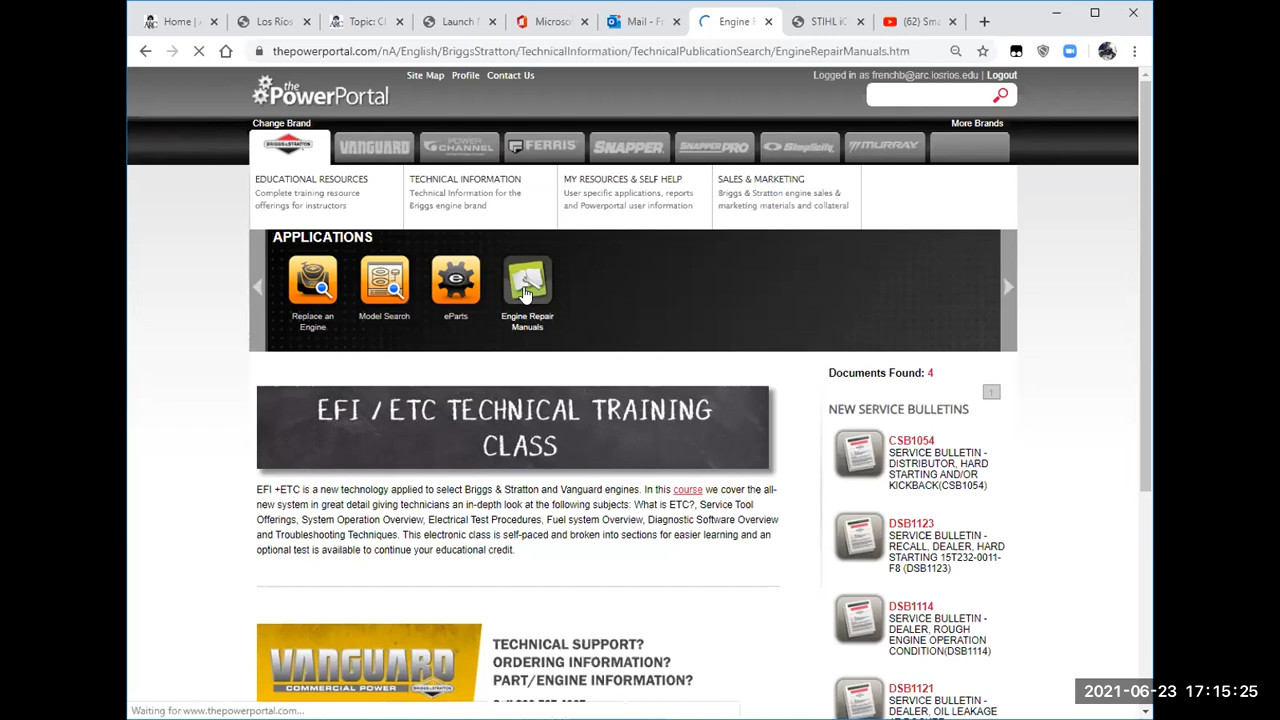 Home |
Los Rios
Topic: Cl
Launch
Microso
Mail - Fr
Engine
STIHL iC
(62) Sma
thepowerportal.com/nA/English/BriggsStratton/TechnicalInformation/TechnicalPublicationSearch/EngineRepairManuals.htm
Site Map Profile Contact Us
Logged in as frenchb@arc.losrios.edu | Logout
the PowerPortal
Change Brand
More Brands
BRIGGS & STRATTON
VANGUARD
POWER CHANNEL
FERRIS
SNAPPER
SNAPPER PRO
Simplicity
MURRAY
EDUCATIONAL RESOURCES
Complete training resource
offerings for instructors
TECHNICAL INFORMATION
Technical Information for the
Briggs engine brand
MY RESOURCES & SELF HELP
User specific applications, reports
and Powerportal user information
SALES & MARKETING
Briggs & Stratton engine sales &
marketing materials and collateral
APPLICATIONS
Replace an
Engine
Model Search
eParts
Engine Repair
Manuals
EFI / ETC TECHNICAL TRAINING
CLASS
EFI +ETC is a new technology applied to select Briggs & Stratton and Vanguard engines. In this course we cover the all-
new system in great detail giving technicians an in-depth look at the following subjects: What is ETC?, Service Tool
Offerings, System Operation Overview, Electrical Test Procedures, Fuel system Overview, Diagnostic Software Overview
and Troubleshooting Techniques. This electronic class is self-paced and broken into sections for easier learning and an
optional test is available to continue your educational credit.
VANGUARD
COMMERCIAL POWER
TECHNICAL SUPPORT?
ORDERING INFORMATION?
PART/ENGINE INFORMATION?
Documents Found: 4
NEW SERVICE BULLETINS
CSB1054
SERVICE BULLETIN -
DISTRIBUTOR, HARD
STARTING AND/OR
KICKBACK(CSB1054)
DSB1123
SERVICE BULLETIN -
RECALL, DEALER, HARD
STARTING 15T232-0011-
F8 (DSB1123)
DSB1114
SERVICE BULLETIN -
DEALER, ROUGH
ENGINE OPERATION
CONDITION(DSB1114)
DSB1121
SERVICE BULLETIN -
DEALER, OIL LEAKAGE
Waiting for www.thepowerportal.com...
2021-06-23 17:15:25